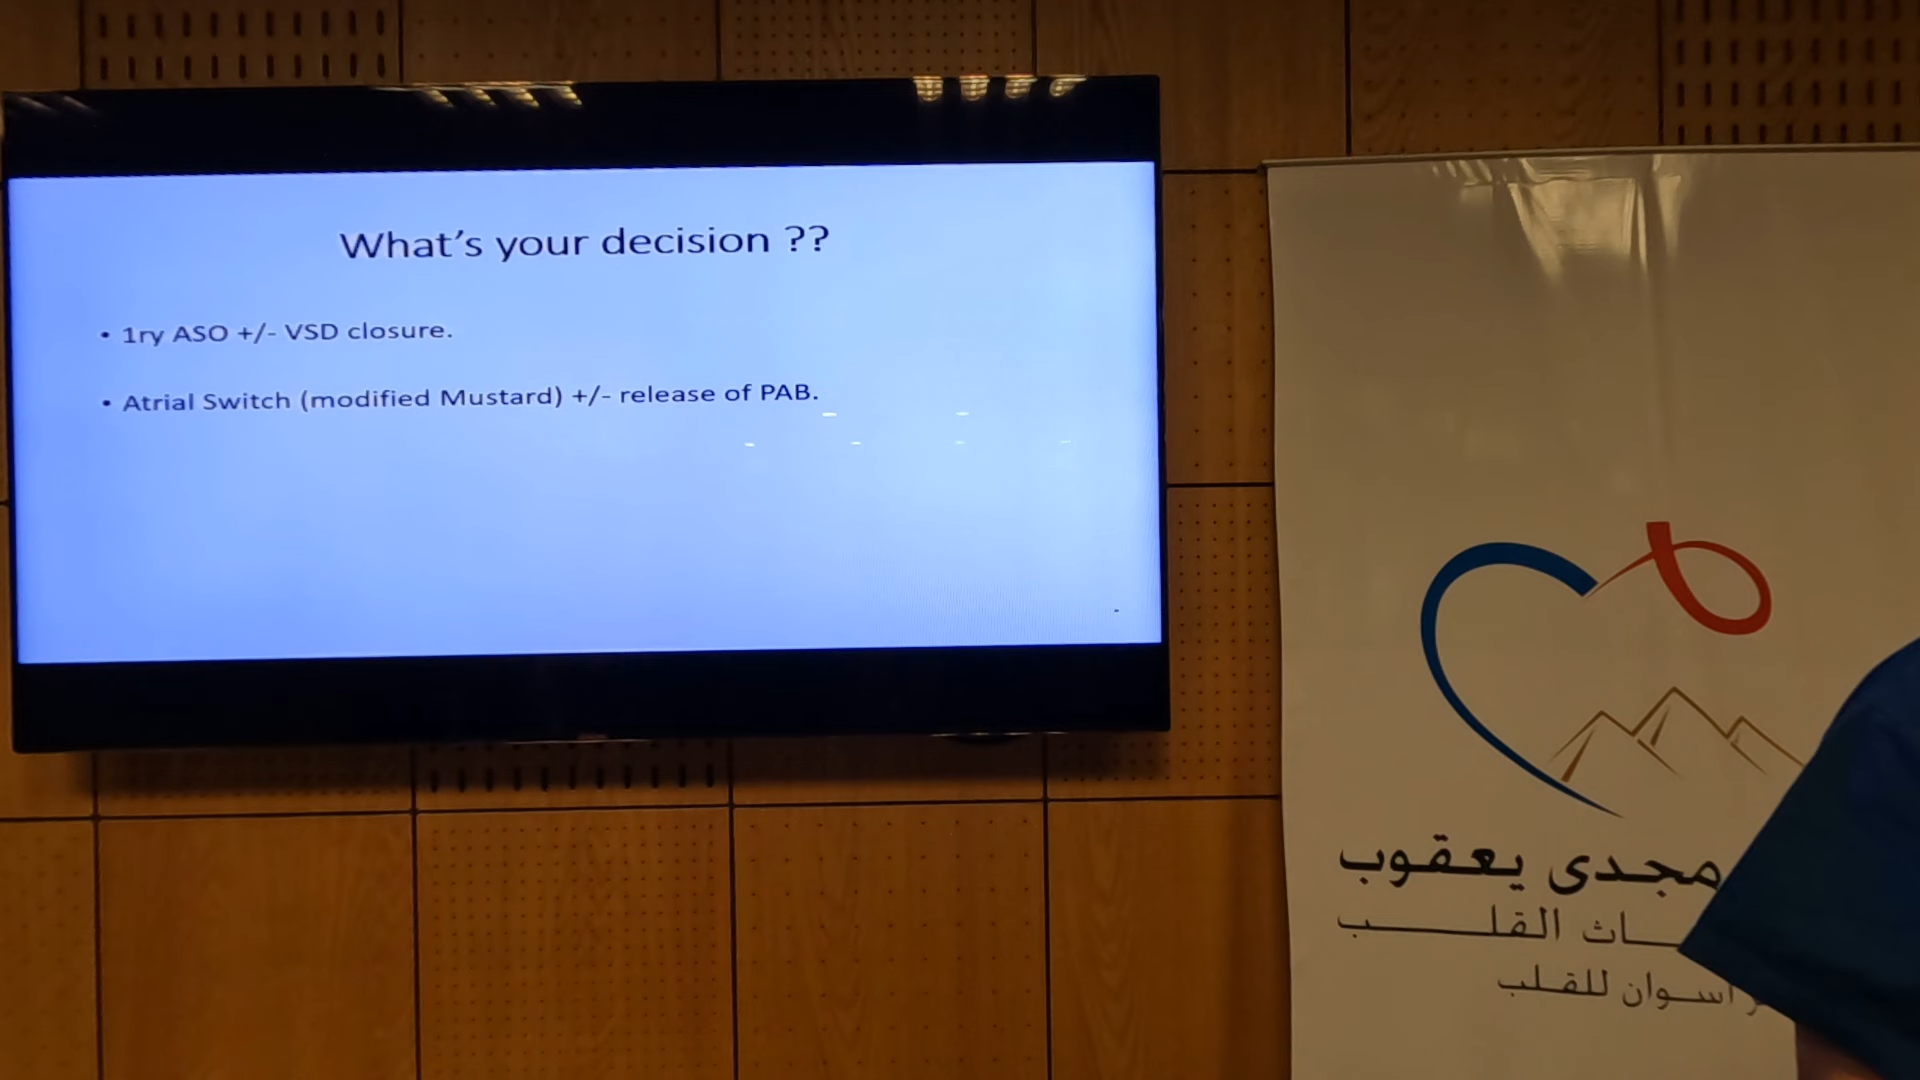 What's your decision ??
• 1ry ASO +/- VSD closure.
• Atrial Switch (modified Mustard) +/- release of PAB.
مجدى يعقوب
القلب
اسوان للقلب